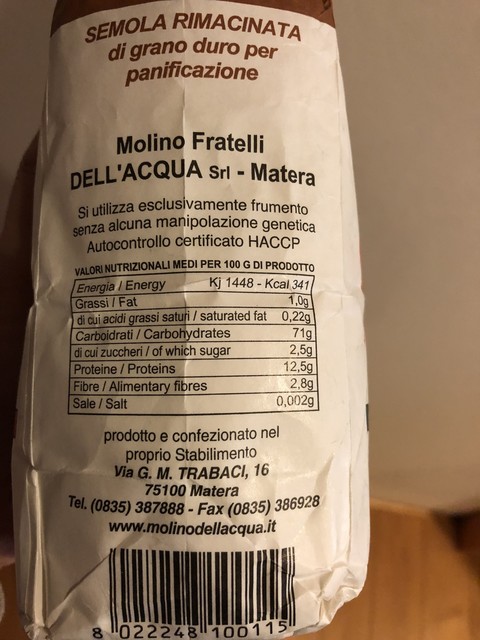 SEMOLA RIMACINATA
di grano duro per
panificazione
Molino Fratelli
DELL'ACQUA Srl - Matera
Si utilizza esclusivamente frumento
senza alcuna manipolazione genetica
Autocontrollo certificato HACCP
VALORI NUTRIZIONALI MEDI PER 100 G DI PRODOTTO
Energia / Energy Kj 1448 - Kcal 341
Grassi / Fat 1,0g
di cui acidi grassi saturi / saturated fat 0,22g
Carboidrati / Carbohydrates 71g
di cui zuccheri / of which sugar 2,5g
Proteine / Proteins 12,5g
Fibre / Alimentary fibres 2,8g
Sale / Salt 0,002g
prodotto e confezionato nel
proprio Stabilimento
Via G. M. TRABACI, 16
75100 Matera
Tel. (0835) 387888 - Fax (0835) 386928
www.molinodellacqua.it
8 022248 100115